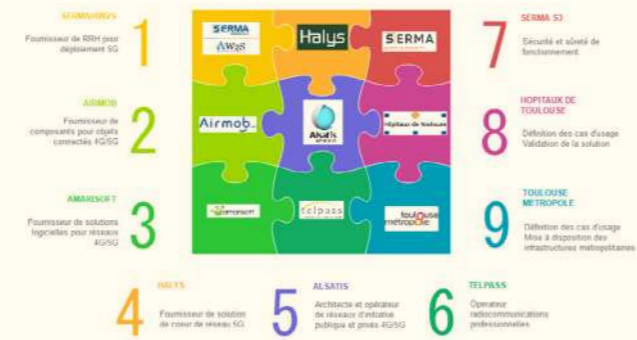 SERMA/AW2S
1
Fournisseur de RRH pour
déploiement 5G
AIRMOB
2
Fournisseur de
composants pour objets
connectés 4G/5G
AMARISOFT
3
Fournisseur de solutions
logicielles pour réseaux
4G/5G
SERMA
AW2S
Halys
SERMA
Airmob
Alsatis
Hôpitaux de Toulouse
amarisoft
telpass
toulouse
métropole
7
SERMA S3
Sécurité et sûreté de
fonctionnement
8
HOPITAUX DE
TOULOUSE
Définition des cas d'usage
Validation de la solution
9
TOULOUSE
METROPOLE
Définition des cas d'usage
Mise à disposition des
infrastructures métropolitaines
4
HALYS
Fournisseur de solution
de coeur de réseau 5G
5
ALSATIS
Architecte et opérateur
de réseaux d'initiative
publique et privés 4G/5G
6
TELPASS
Operateur
radiocommunications
professionnelles